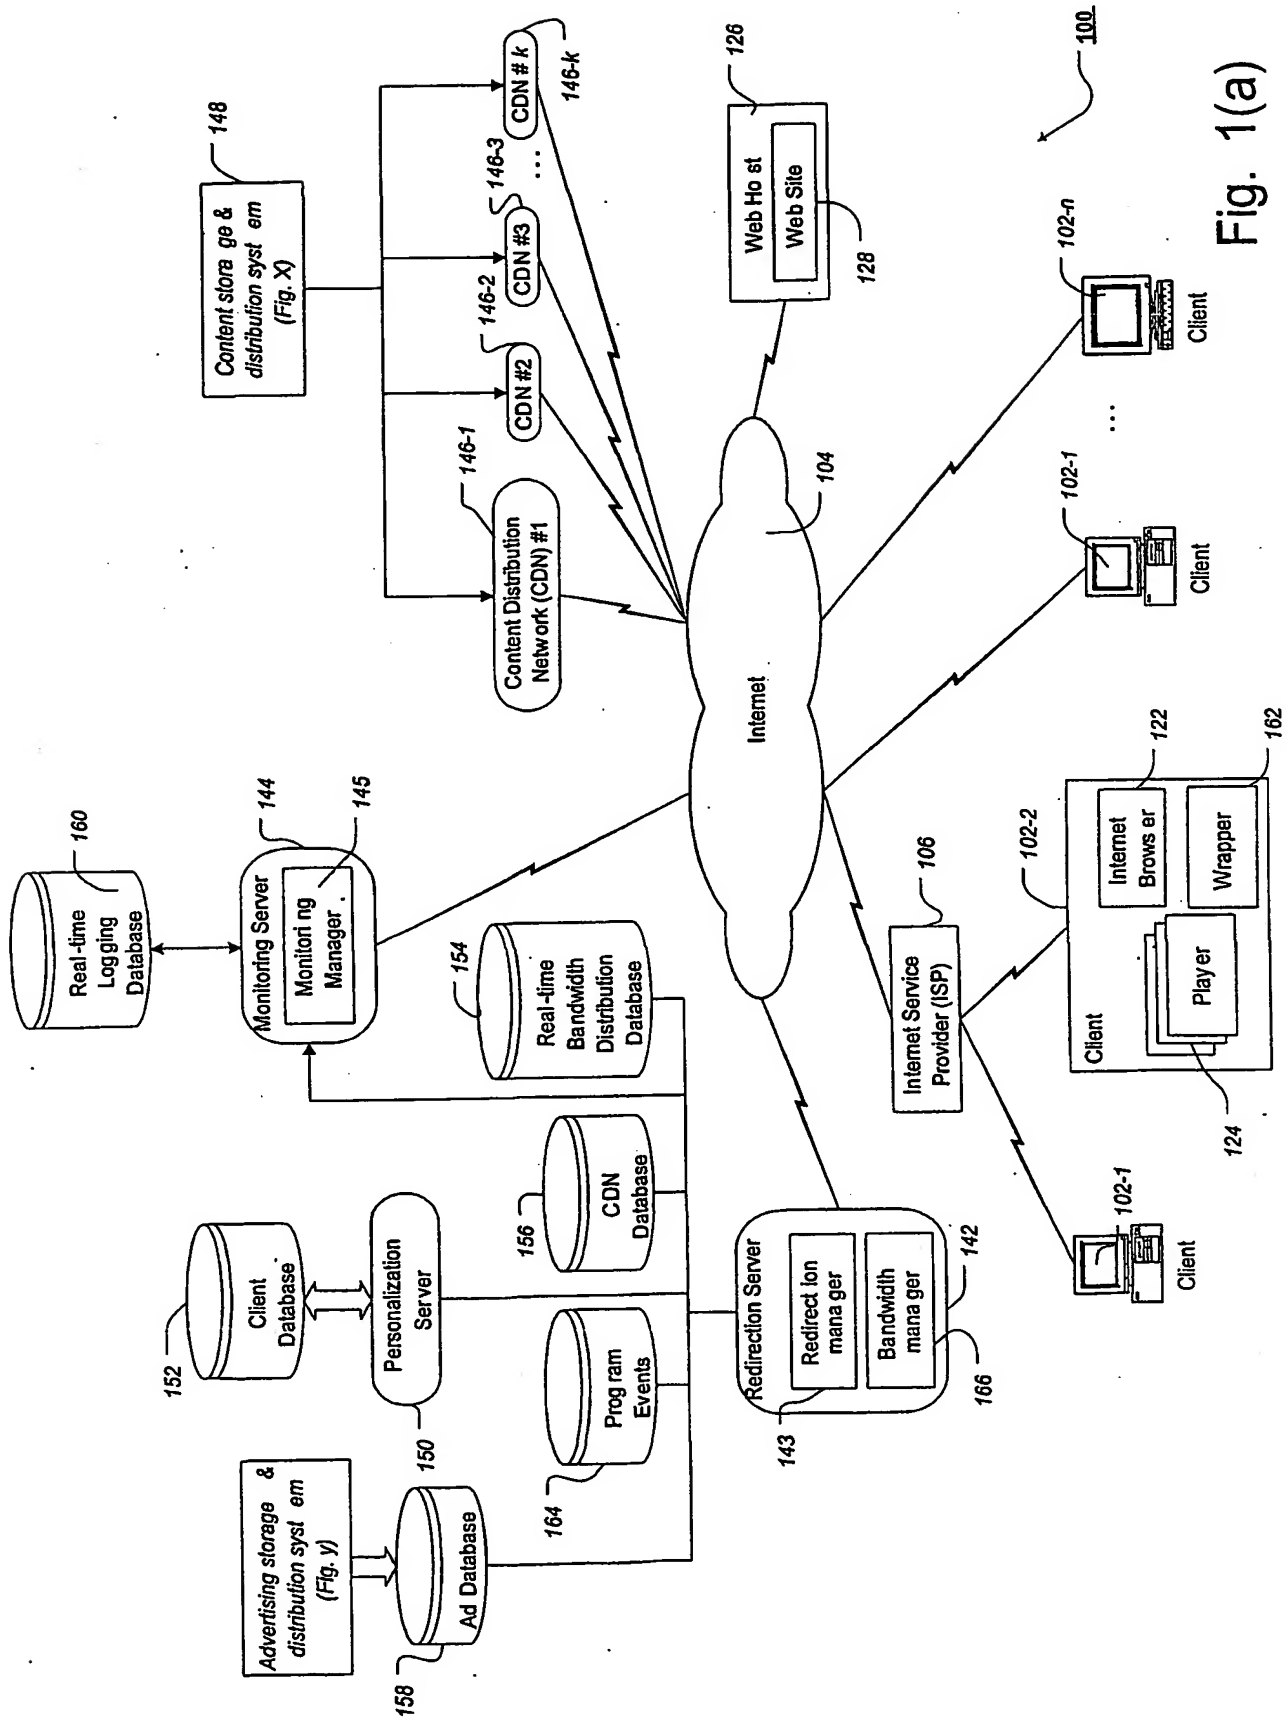 Advertising storage &
distribution syst em
(Fig. y)
158
Ad Database
152
Client
Database
150
Personalization
Server
164
Prog ram
Events
156
CDN
Database
154
Real-time
Bandwidth
Distribution
Database
160
Real-time
Logging
Database
144
Monitoring Server
145
Monitori ng
Manager
148
Content stora ge &
distribution syst em
(Fig. X)
146-1
Content Distribution
Network (CDN) #1
146-2
CDN #2
146-3
CDN #3
...
CDN # k
146-k
Redirection Server
Redirect ion
mana ger
143
Bandwidth
mana ger
166
142
Internet
104
Web Ho st
126
Web Site
128
Internet Service
Provider (ISP)
106
102-1
Client
102-2
Client
Player
124
Internet
Brows er
122
Wrapper
162
102-1
Client
...
102-n
Client
100
Fig. 1(a)